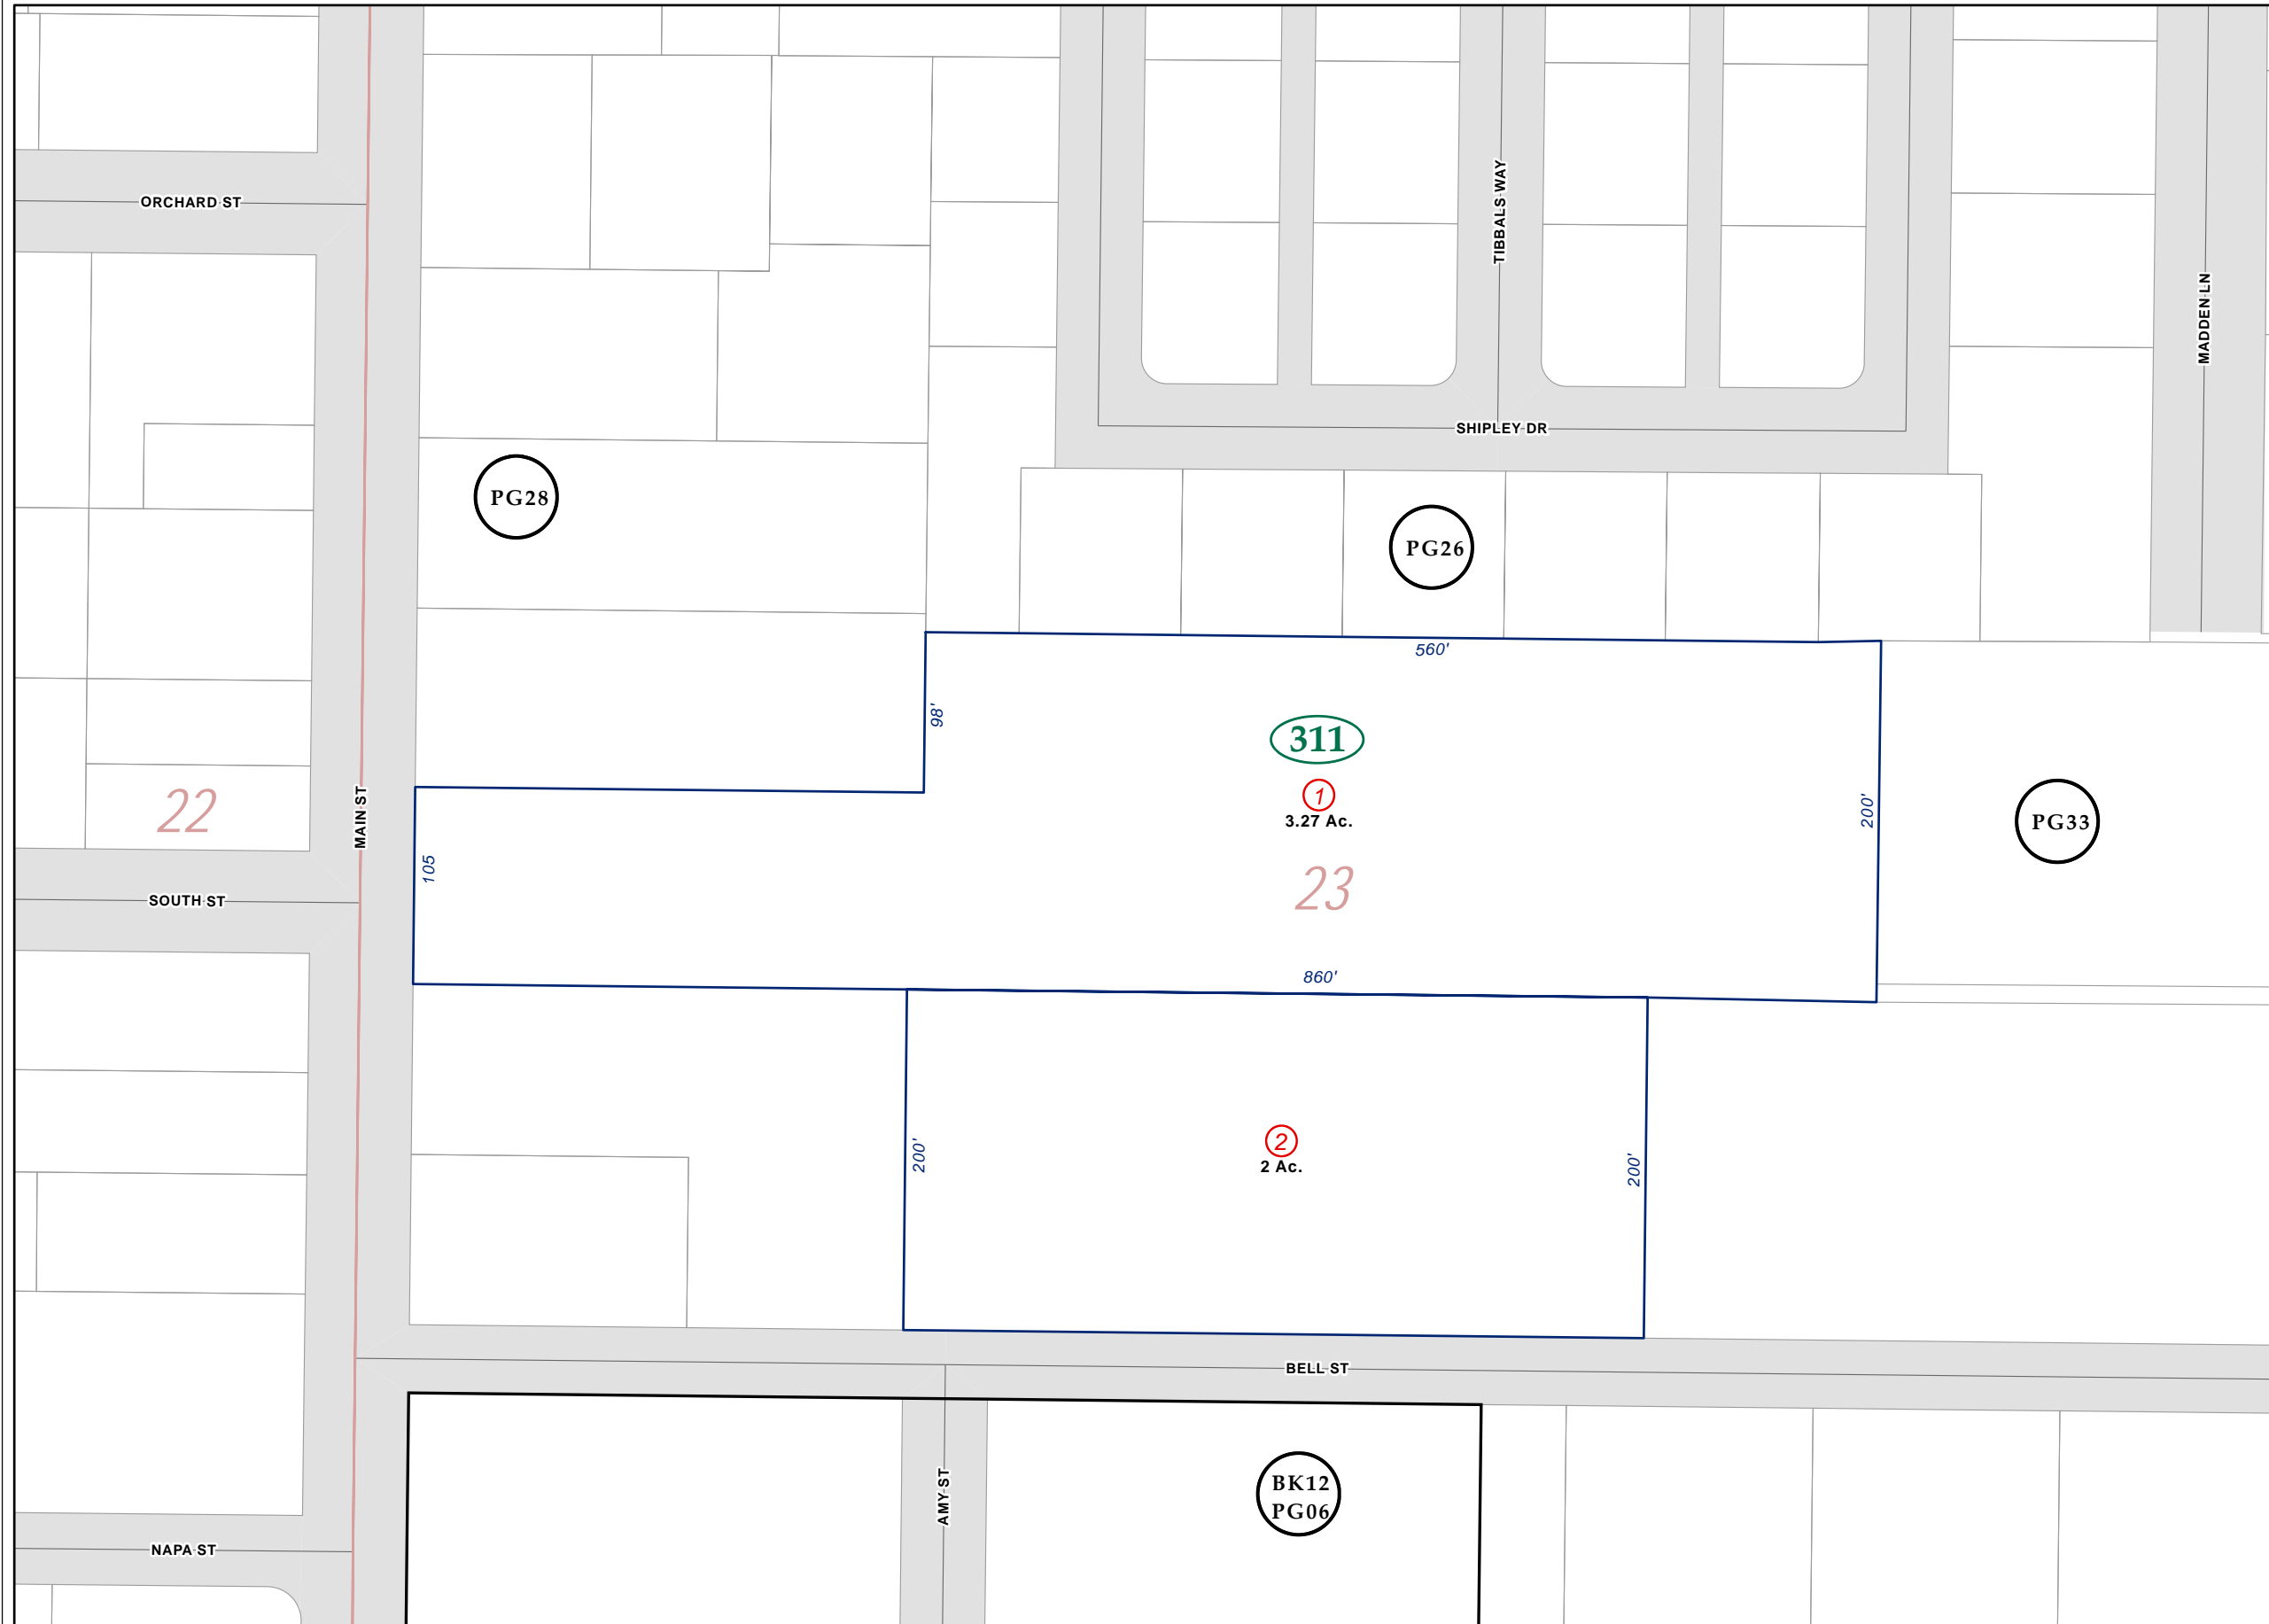 ORCHARD ST
TIBBALS WAY
MADDEN LN
SHIPLEY DR
PG28
PG26
560'
98'
311
1
3.27 Ac.
200'
PG33
22
MAIN ST
105
23
SOUTH ST
860'
200'
2
2 Ac.
200'
BELL ST
AMY ST
BK12
PG06
NAPA ST